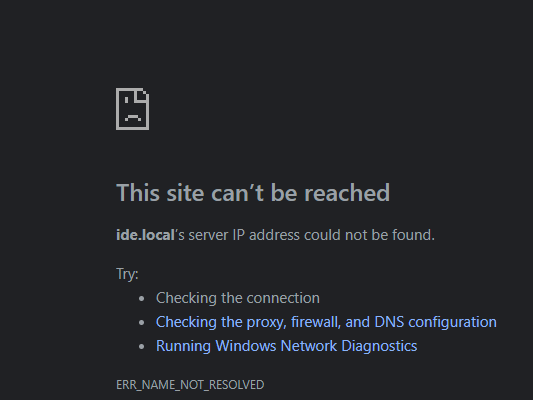 This site can’t be reached
ide.local’s server IP address could not be found.
Try:
• Checking the connection
• Checking the proxy, firewall, and DNS configuration
• Running Windows Network Diagnostics
ERR_NAME_NOT_RESOLVED